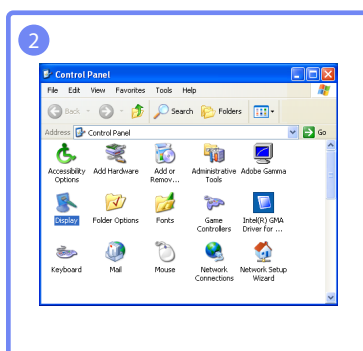 2
Control Panel
File Edit View Favorites Tools Help
Back Search Folders
Address Control Panel Go
Accessibility Options Add Hardware Add or Remov... Administrative Tools Adobe Gamma
Display Folder Options Fonts Game Controllers Intel(R) GMA Driver for ...
Keyboard Mail Mouse Network Connections Network Setup Wizard